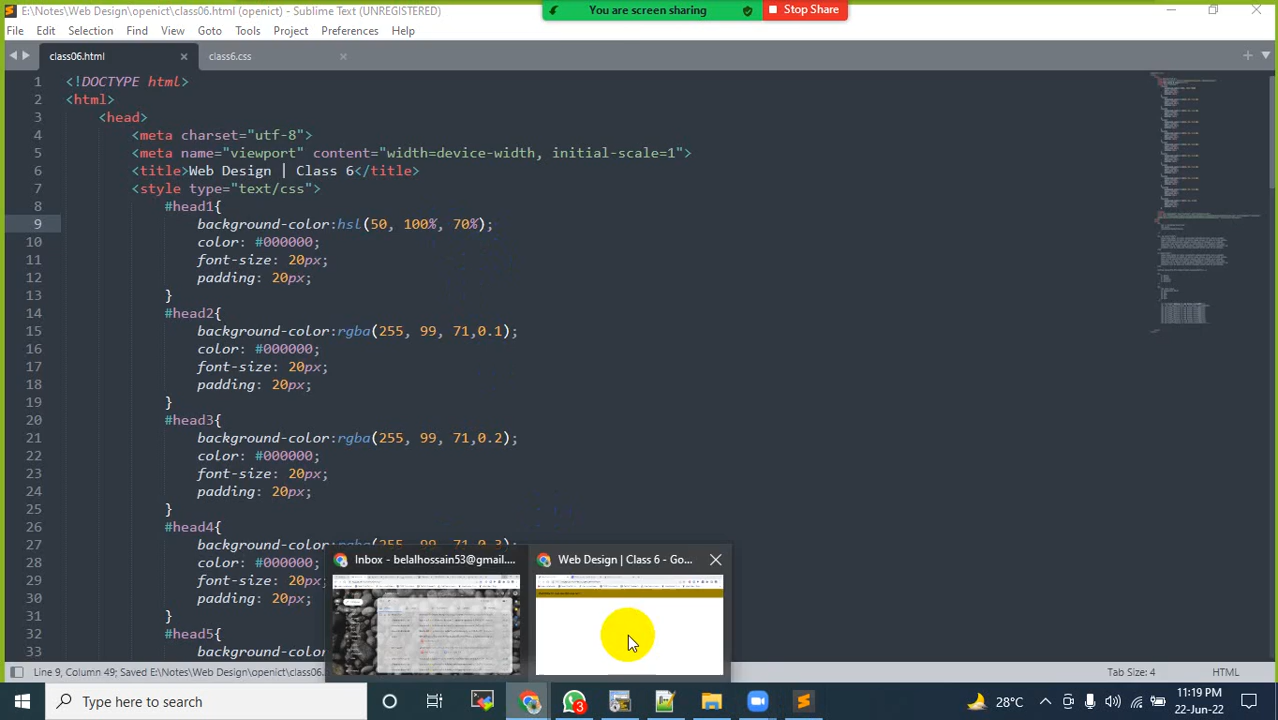 E:\Notes\Web Design\openict\class06.html (openict) - Sublime Text (UNREGISTERED)
You are screen sharing
Stop Share
File Edit Selection Find View Goto Tools Project Preferences Help
class06.html
class6.css
1 <!DOCTYPE html>
2 <html>
3 <head>
4 <meta charset="utf-8">
5 <meta name="viewport" content="width=device-width, initial-scale=1">
6 <title>Web Design | Class 6</title>
7 <style type="text/css">
8 #head1{
9 background-color:hsl(50, 100%, 70%);
10 color: #000000;
11 font-size: 20px;
12 padding: 20px;
13 }
14 #head2{
15 background-color:rgba(255, 99, 71,0.1);
16 color: #000000;
17 font-size: 20px;
18 padding: 20px;
19 }
20 #head3{
21 background-color:rgba(255, 99, 71,0.2);
22 color: #000000;
23 font-size: 20px;
24 padding: 20px;
25 }
26 #head4{
27 background-color:rgba(255, 99, 71,0.3);
28 color: #000000;
29 font-size: 20px;
30 padding: 20px;
31 }
32 #head5{
33 background-color:
Inbox - belalhossain53@gmail....
Web Design | Class 6 - Go...
Line 9, Column 49; Saved E:\Notes\Web Design\openict\class06.
Tab Size: 4
HTML
Type here to search
3
28°C
11:19 PM
22-Jun-22